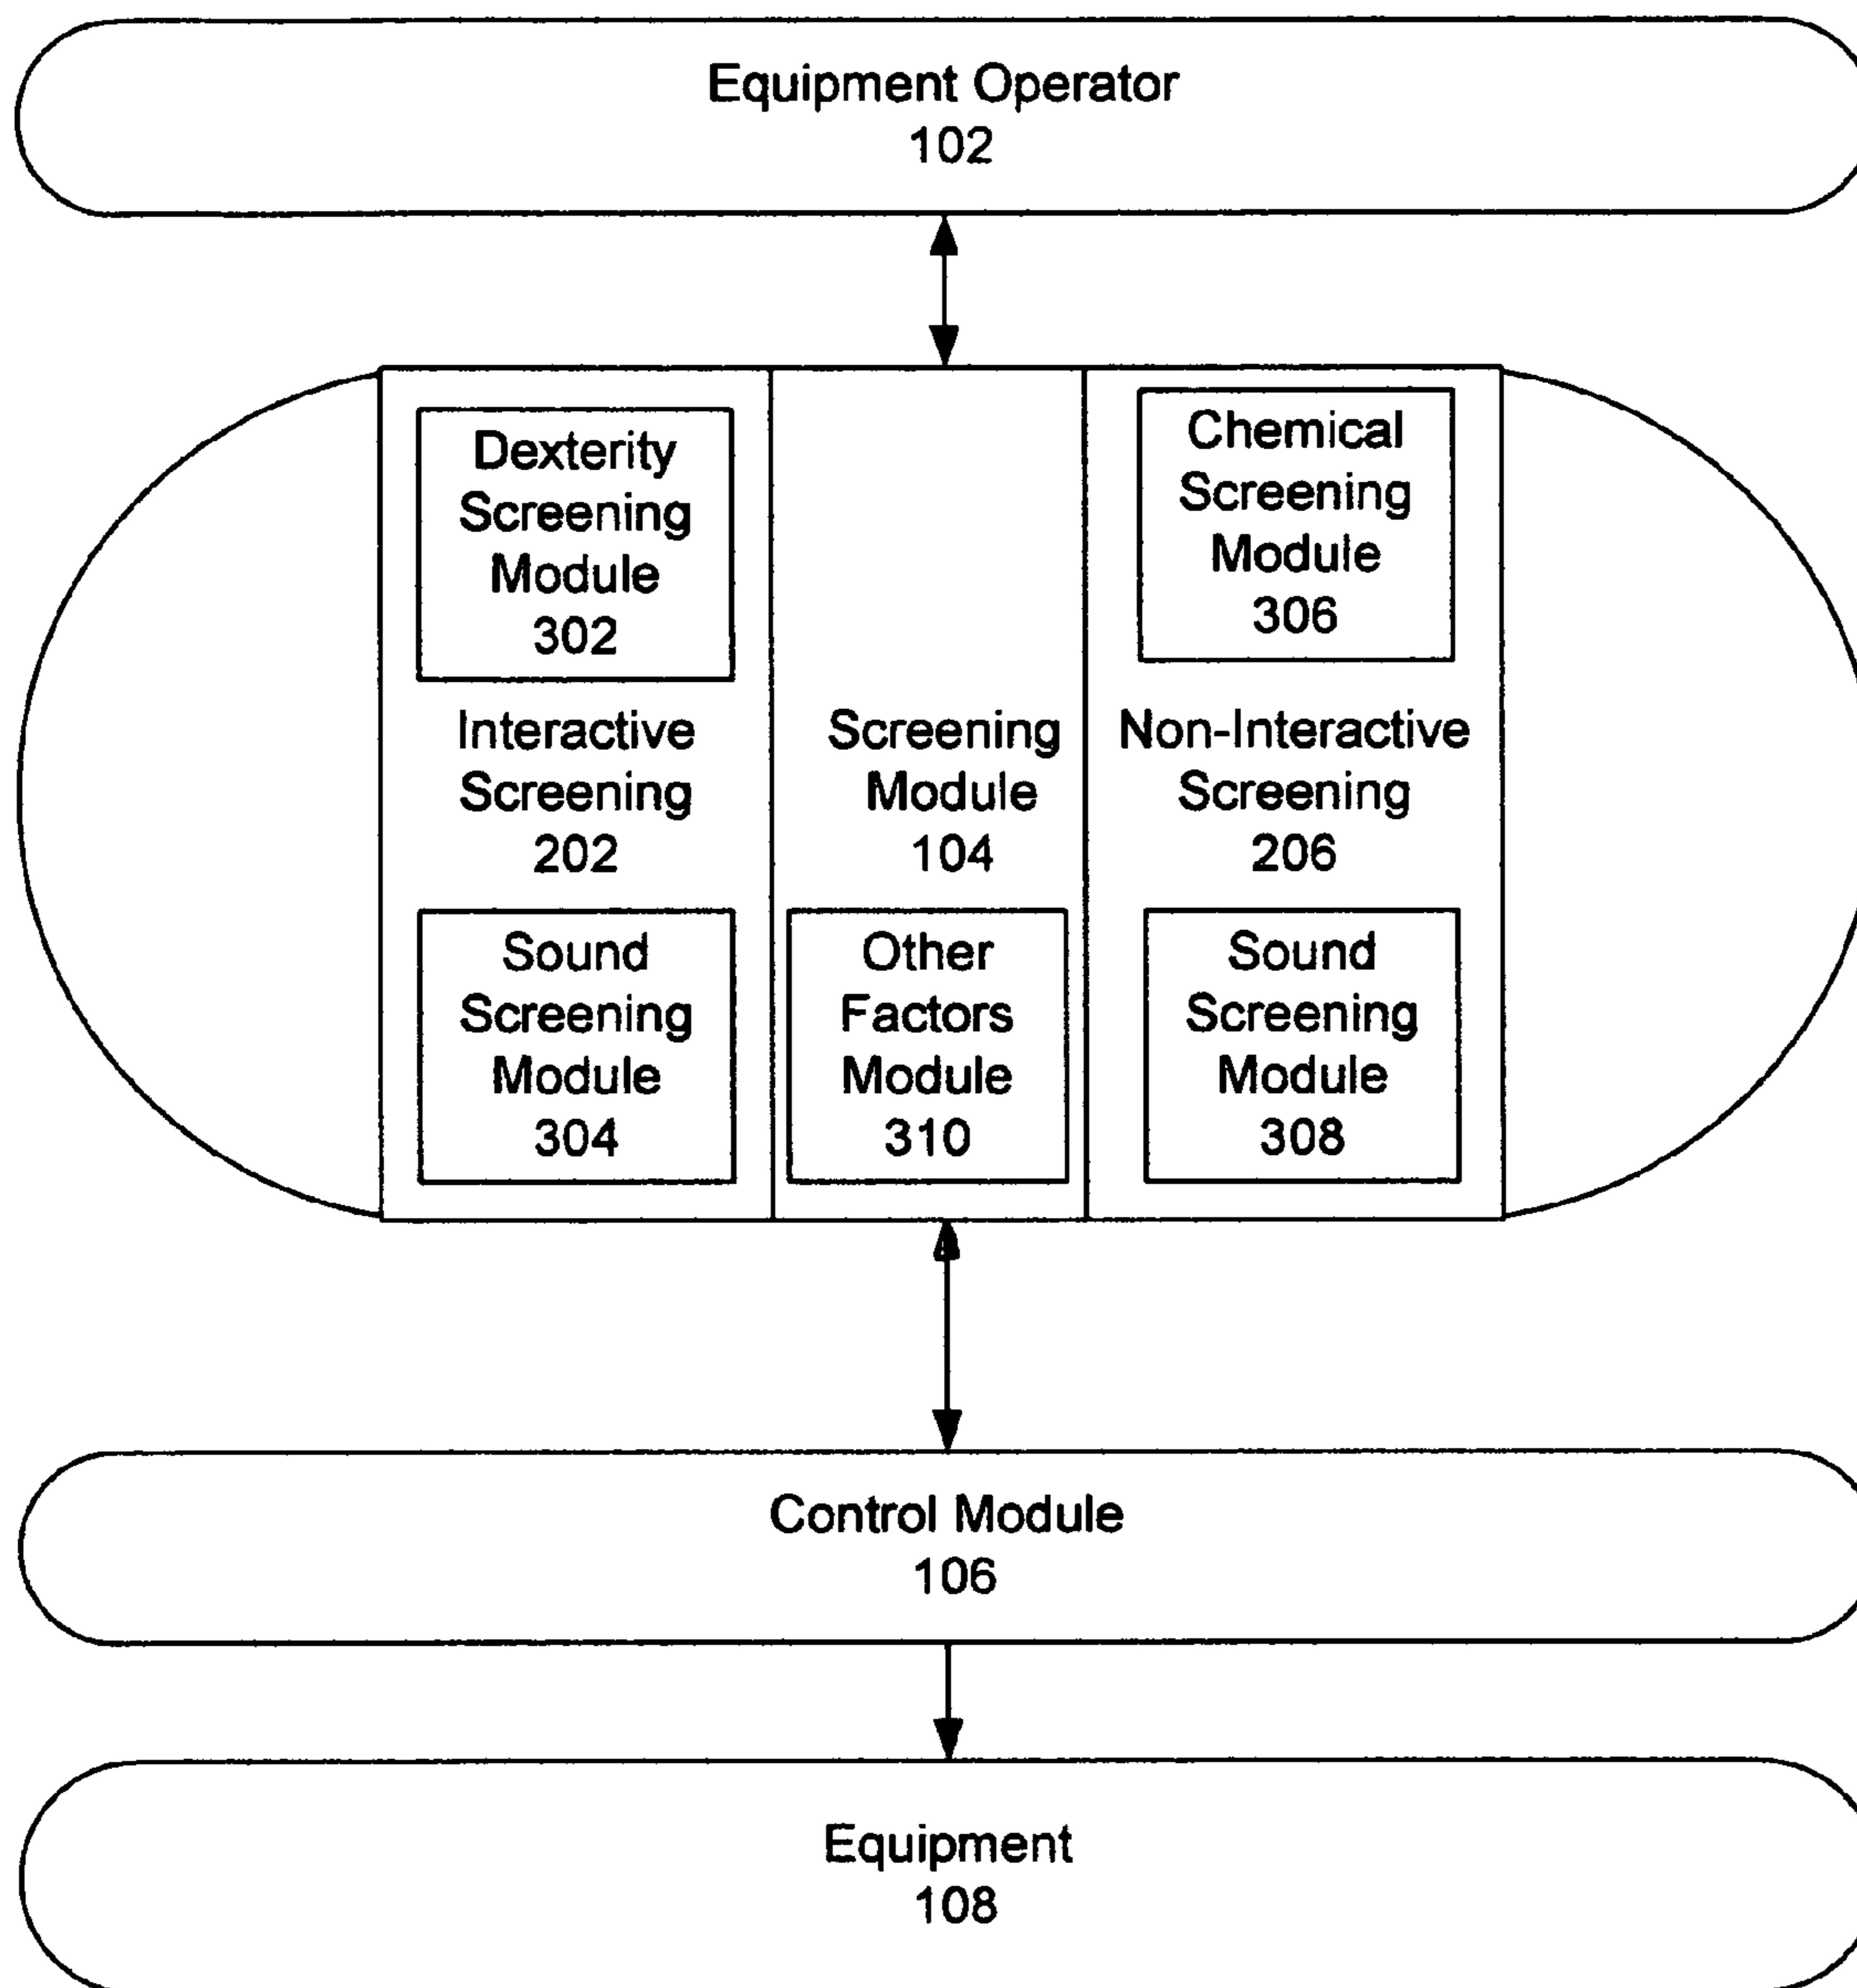 Equipment Operator
102
Dexterity
Screening
Module
302
Interactive
Screening
202
Sound
Screening
Module
304
Screening
Module
104
Other
Factors
Module
310
Chemical
Screening
Module
306
Non-Interactive
Screening
206
Sound
Screening
Module
308
Control Module
106
Equipment
108